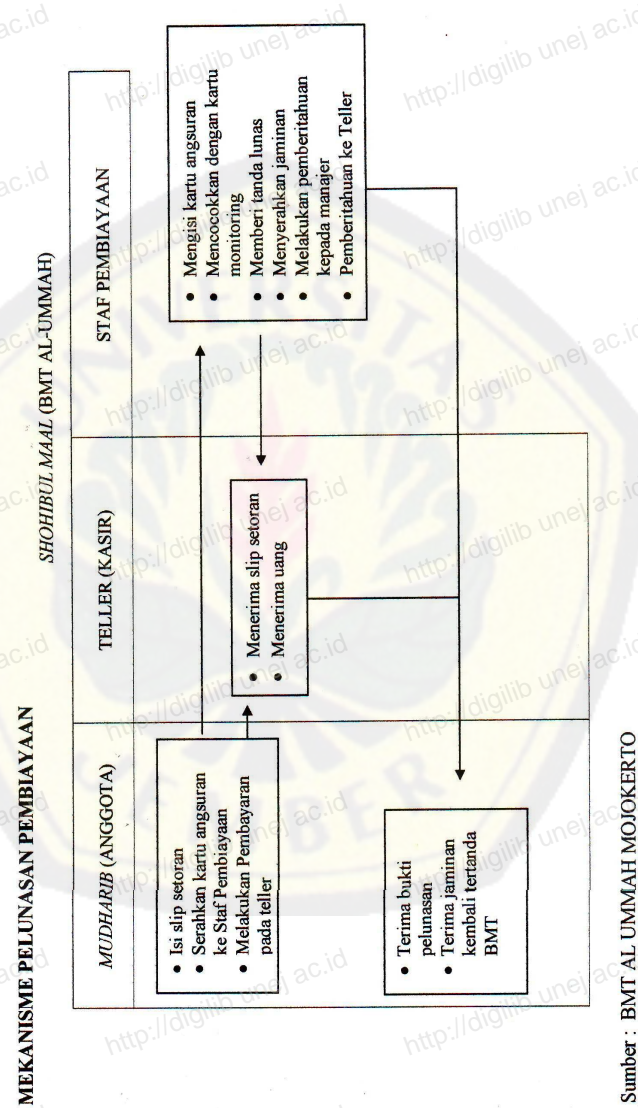 MEKANISME PELUNASAN PEMBIAYAAN
SHOHIBUL MAAL (BMT AL-UMMAH)
MUDHARIB (ANGGOTA)
TELLER (KASIR)
STAF PEMBIAYAAN
• Isi slip setoran
• Serahkan kartu angsuran
ke Staf Pembiayaan
• Melakukan Pembayaran
pada teller
• Menerima slip setoran
• Menerima uang
• Mengisi kartu angsuran
• Mencocokkan dengan kartu
monitoring
• Memberi tanda lunas
• Menyerahkan jaminan
• Melakukan pemberitahuan
kepada manajer
• Pemberitahuan ke Teller
• Terima bukti
pelunasan
• Terima jaminan
kembali tertanda
BMT
Sumber : BMT AL UMMAH MOJOKERTO
http://digilib unej ac.id
UNIVERSITAS
JEMBER